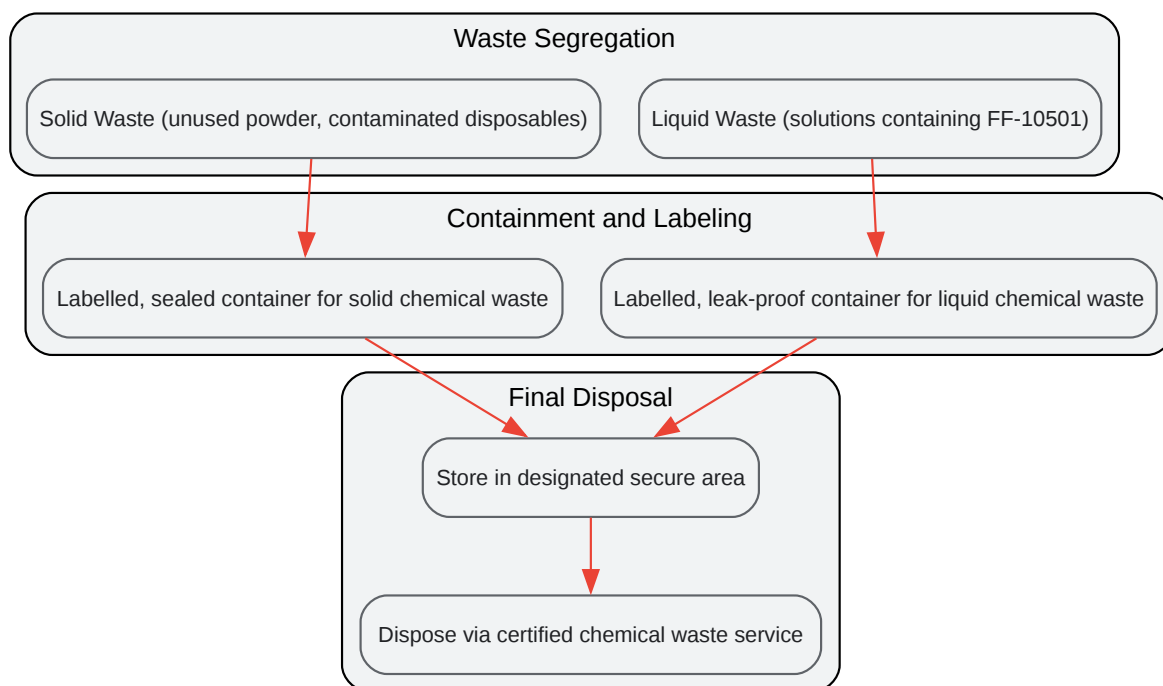 Waste Segregation
Solid Waste (unused powder, contaminated disposables)
Liquid Waste (solutions containing FF-10501)
Containment and Labeling
Labelled, sealed container for solid chemical waste
Labelled, leak-proof container for liquid chemical waste
Final Disposal
Store in designated secure area
Dispose via certified chemical waste service